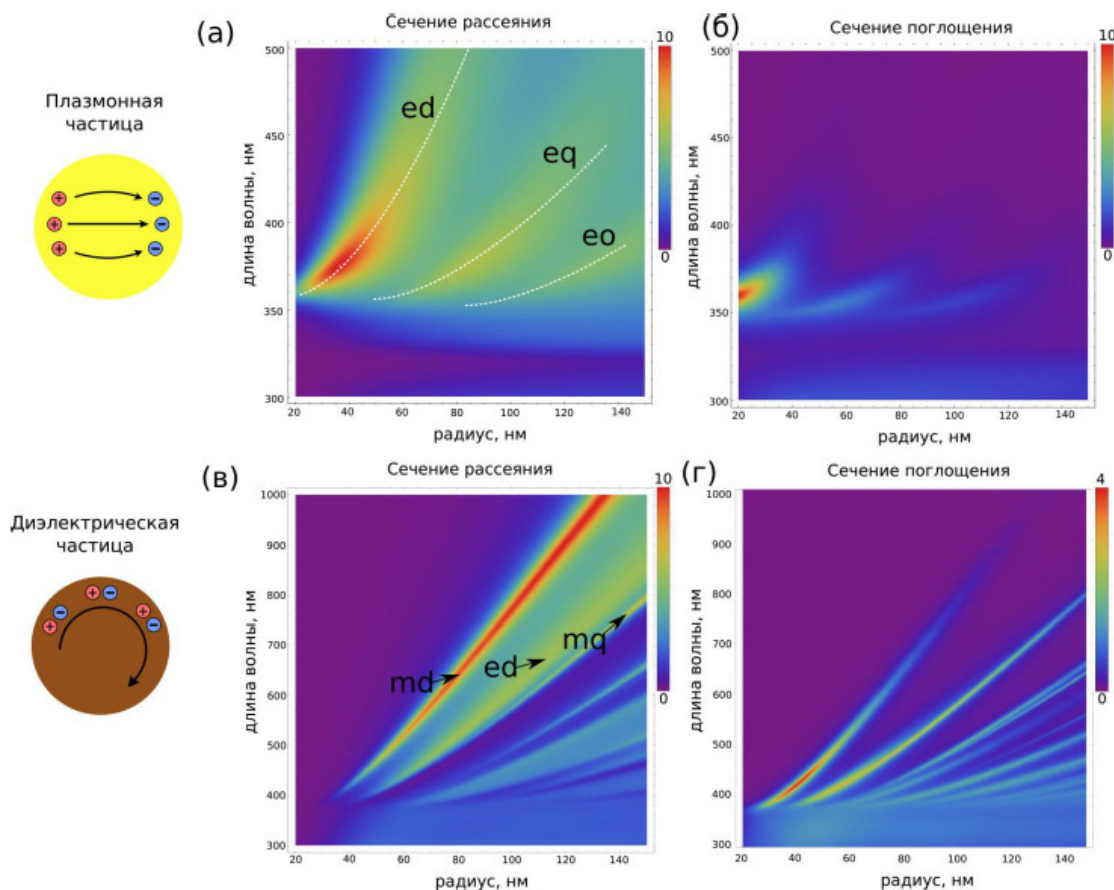 (а)
Сечение рассеяния
(б)
Сечение поглощения
Плазмонная
частица
+ −
+ −
+ −
длина волны, нм
500
450
400
350
300
20 40 60 80 100 120 140
радиус, нм
ed
eq
eo
10
0
длина волны, нм
500
450
400
350
300
20 40 60 80 100 120 140
радиус, нм
10
0
(в)
Сечение рассеяния
(г)
Сечение поглощения
Диэлектрическая
частица
+ −
+ −
+ −
длина волны, нм
1000
900
800
700
600
500
400
300
20 40 60 80 100 120 140
радиус, нм
md
ed
mq
10
0
длина волны, нм
1000
900
800
700
600
500
400
300
20 40 60 80 100 120 140
радиус, нм
4
0